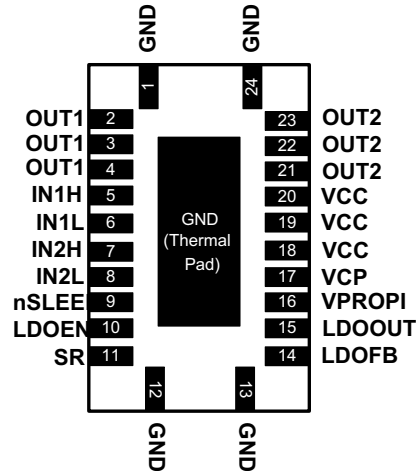 GND GND
1 24
OUT1 2 23 OUT2
OUT1 3 22 OUT2
OUT1 4 21 OUT2
IN1H 5 20 VCC
IN1L 6 19 VCC
IN2H 7 18 VCC
IN2L 8 17 VCP
nSLEE 9 16 VPROPI
LDOEN 10 15 LDOOUT
SR 11 14 LDOFB
GND
(Thermal
Pad)
12 13
GND GND